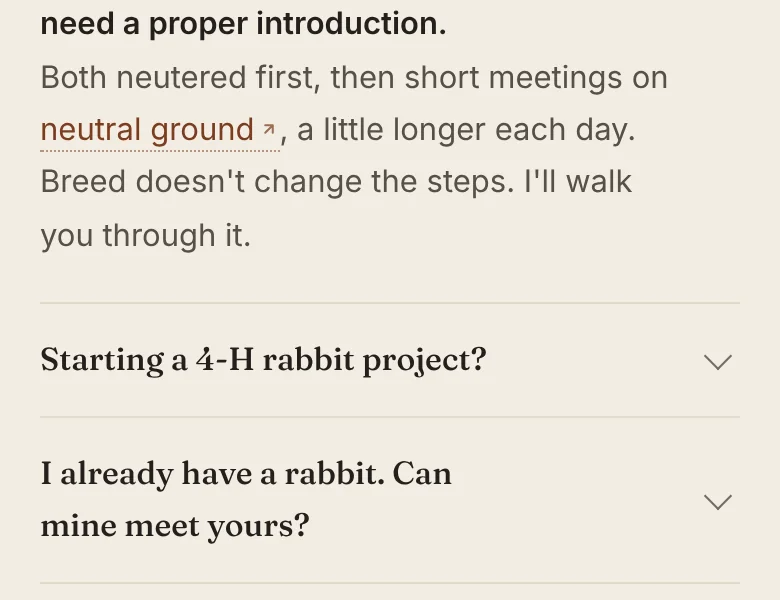 need a proper introduction.
Both neutered first, then short meetings on
neutral ground ↗, a little longer each day.
Breed doesn't change the steps. I'll walk
you through it.
Starting a 4-H rabbit project?
I already have a rabbit. Can
mine meet yours?